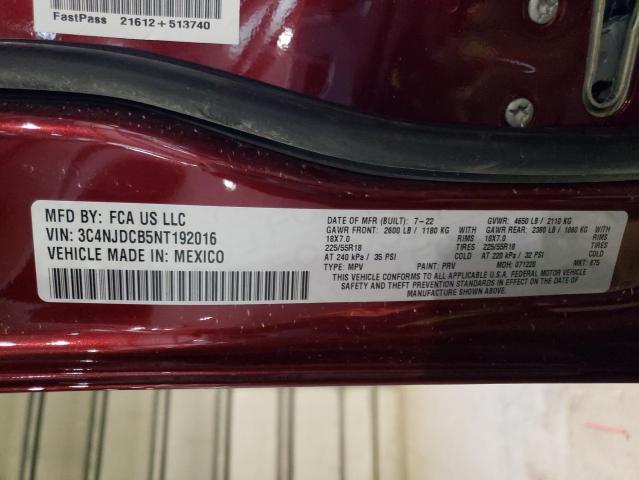 FastPass 21612+513740
MFD BY: FCA US LLC
VIN: 3C4NJDCB5NT192016
VEHICLE MADE IN: MEXICO
DATE OF MFR (BUILT): 7-22 GVWR: 4650 LB / 2110 KG
GAWR FRONT: 2600 LB / 1180 KG WITH GAWR REAR: 2380 LB / 1080 KG WITH
18X7.0 RIMS 18X7.0 RIMS
225/55R18 TIRES 225/55R18 TIRES
AT 240 kPa / 35 PSI AT 220 kPa / 32 PSI COLD
TYPE: MPV PAINT: PRV MDH: 071220 MKT: 675
THIS VEHICLE CONFORMS TO ALL APPLICABLE U.S.A. FEDERAL MOTOR VEHICLE
SAFETY AND THEFT PREVENTION STANDARDS IN EFFECT ON THE DATE OF
MANUFACTURE SHOWN ABOVE.